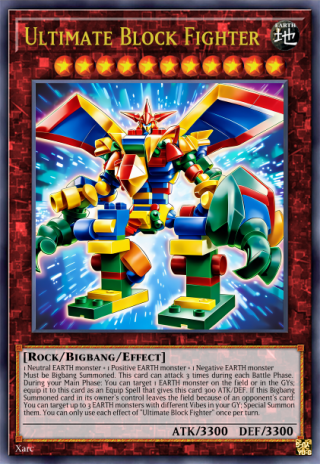 ULTIMATE BLOCK FIGHTER
EARTH
地
[ROCK/BIGBANG/EFFECT]
1 Neutral EARTH monster + 1 Positive EARTH monster + 1 Negative EARTH monster
Must be Bigbang Summoned. This card can attack 3 times during each Battle Phase.
During your Main Phase: You can target 1 EARTH monster on the field or in the GYs;
equip it to this card as an Equip Spell that gives this card 300 ATK/DEF. If this Bigbang
Summoned card in its owner's control leaves the field because of an opponent's card:
You can target up to 3 EARTH monsters with different Vibes in your GY; Special Summon
them. You can only use each effect of "Ultimate Block Fighter" once per turn.
ATK/3300 DEF/3300
Xarc